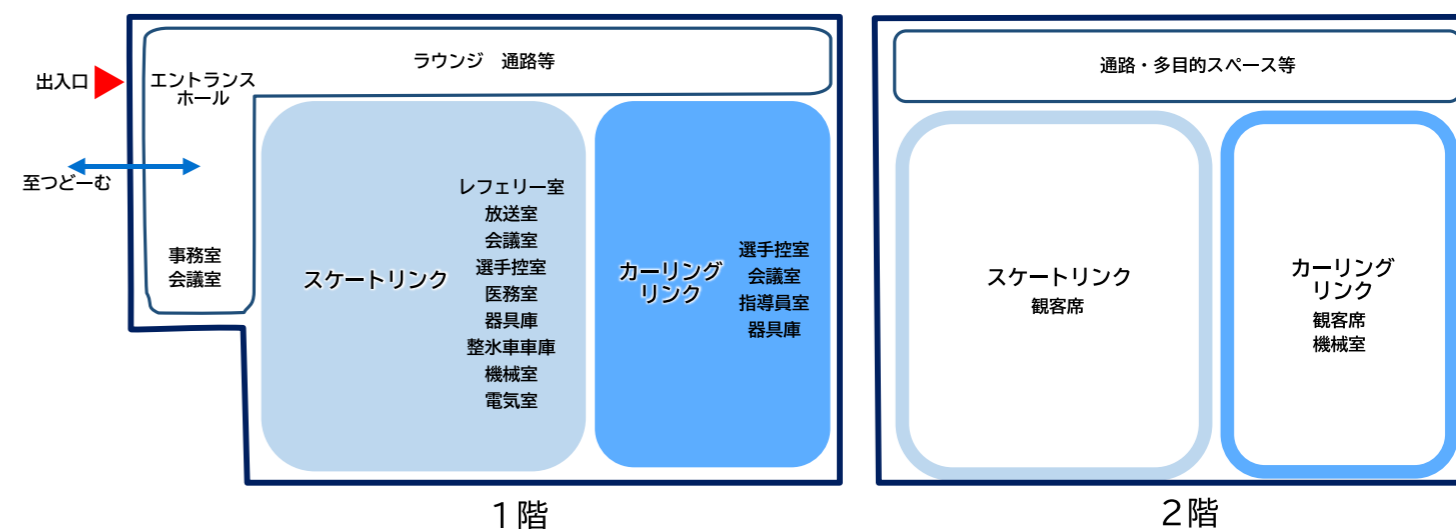 ラウンジ　通路等
出入口
エントランス
ホール
至つどーむ
事務室
会議室
スケートリンク
レフェリー室
放送室
会議室
選手控室
医務室
器具庫
整氷車車庫
機械室
電気室
カーリング
リンク
選手控室
会議室
指導員室
器具庫
1階
通路・多目的スペース等
スケートリンク
観客席
カーリング
リンク
観客席
機械室
2階